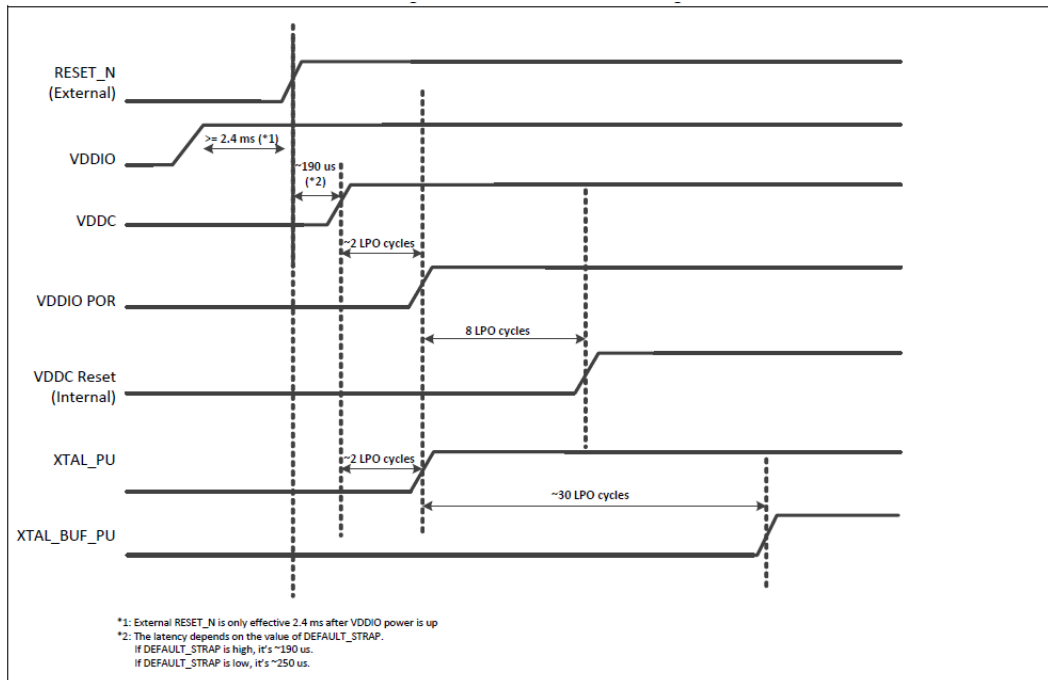 RESET_N
(External)
>= 2.4 ms (*1)
VDDIO
~190 us
(*2)
VDDC
~2 LPO cycles
VDDIO POR
8 LPO cycles
VDDC Reset
(Internal)
XTAL_PU
~2 LPO cycles
~30 LPO cycles
XTAL_BUF_PU
*1: External RESET_N is only effective 2.4 ms after VDDIO power is up
*2: The latency depends on the value of DEFAULT_STRAP.
If DEFAULT_STRAP is high, it's ~190 us.
If DEFAULT_STRAP is low, it's ~250 us.